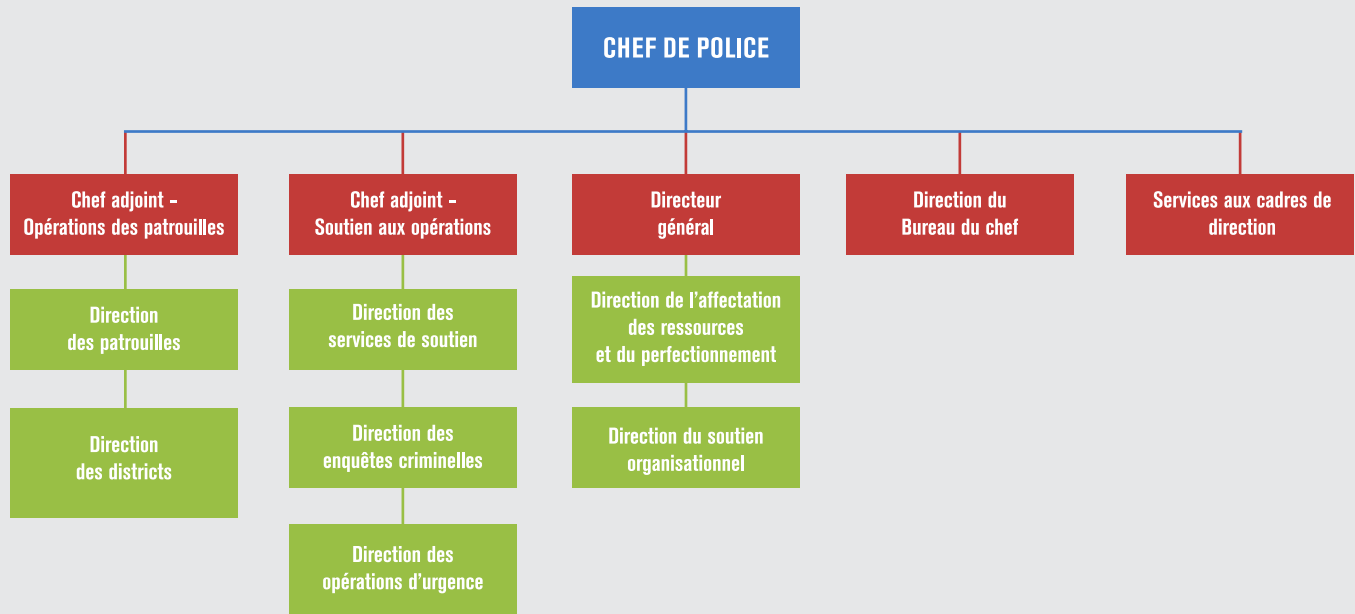 CHEF DE POLICE
Chef adjoint –
Opérations des patrouilles
Chef adjoint –
Soutien aux opérations
Directeur
général
Direction du
Bureau du chef
Services aux cadres de
direction
Direction
des patrouilles
Direction
des districts
Direction des
services de soutien
Direction des
enquêtes criminelles
Direction des
opérations d’urgence
Direction de l’affectation
des ressources
et du perfectionnement
Direction du soutien
organisationnel